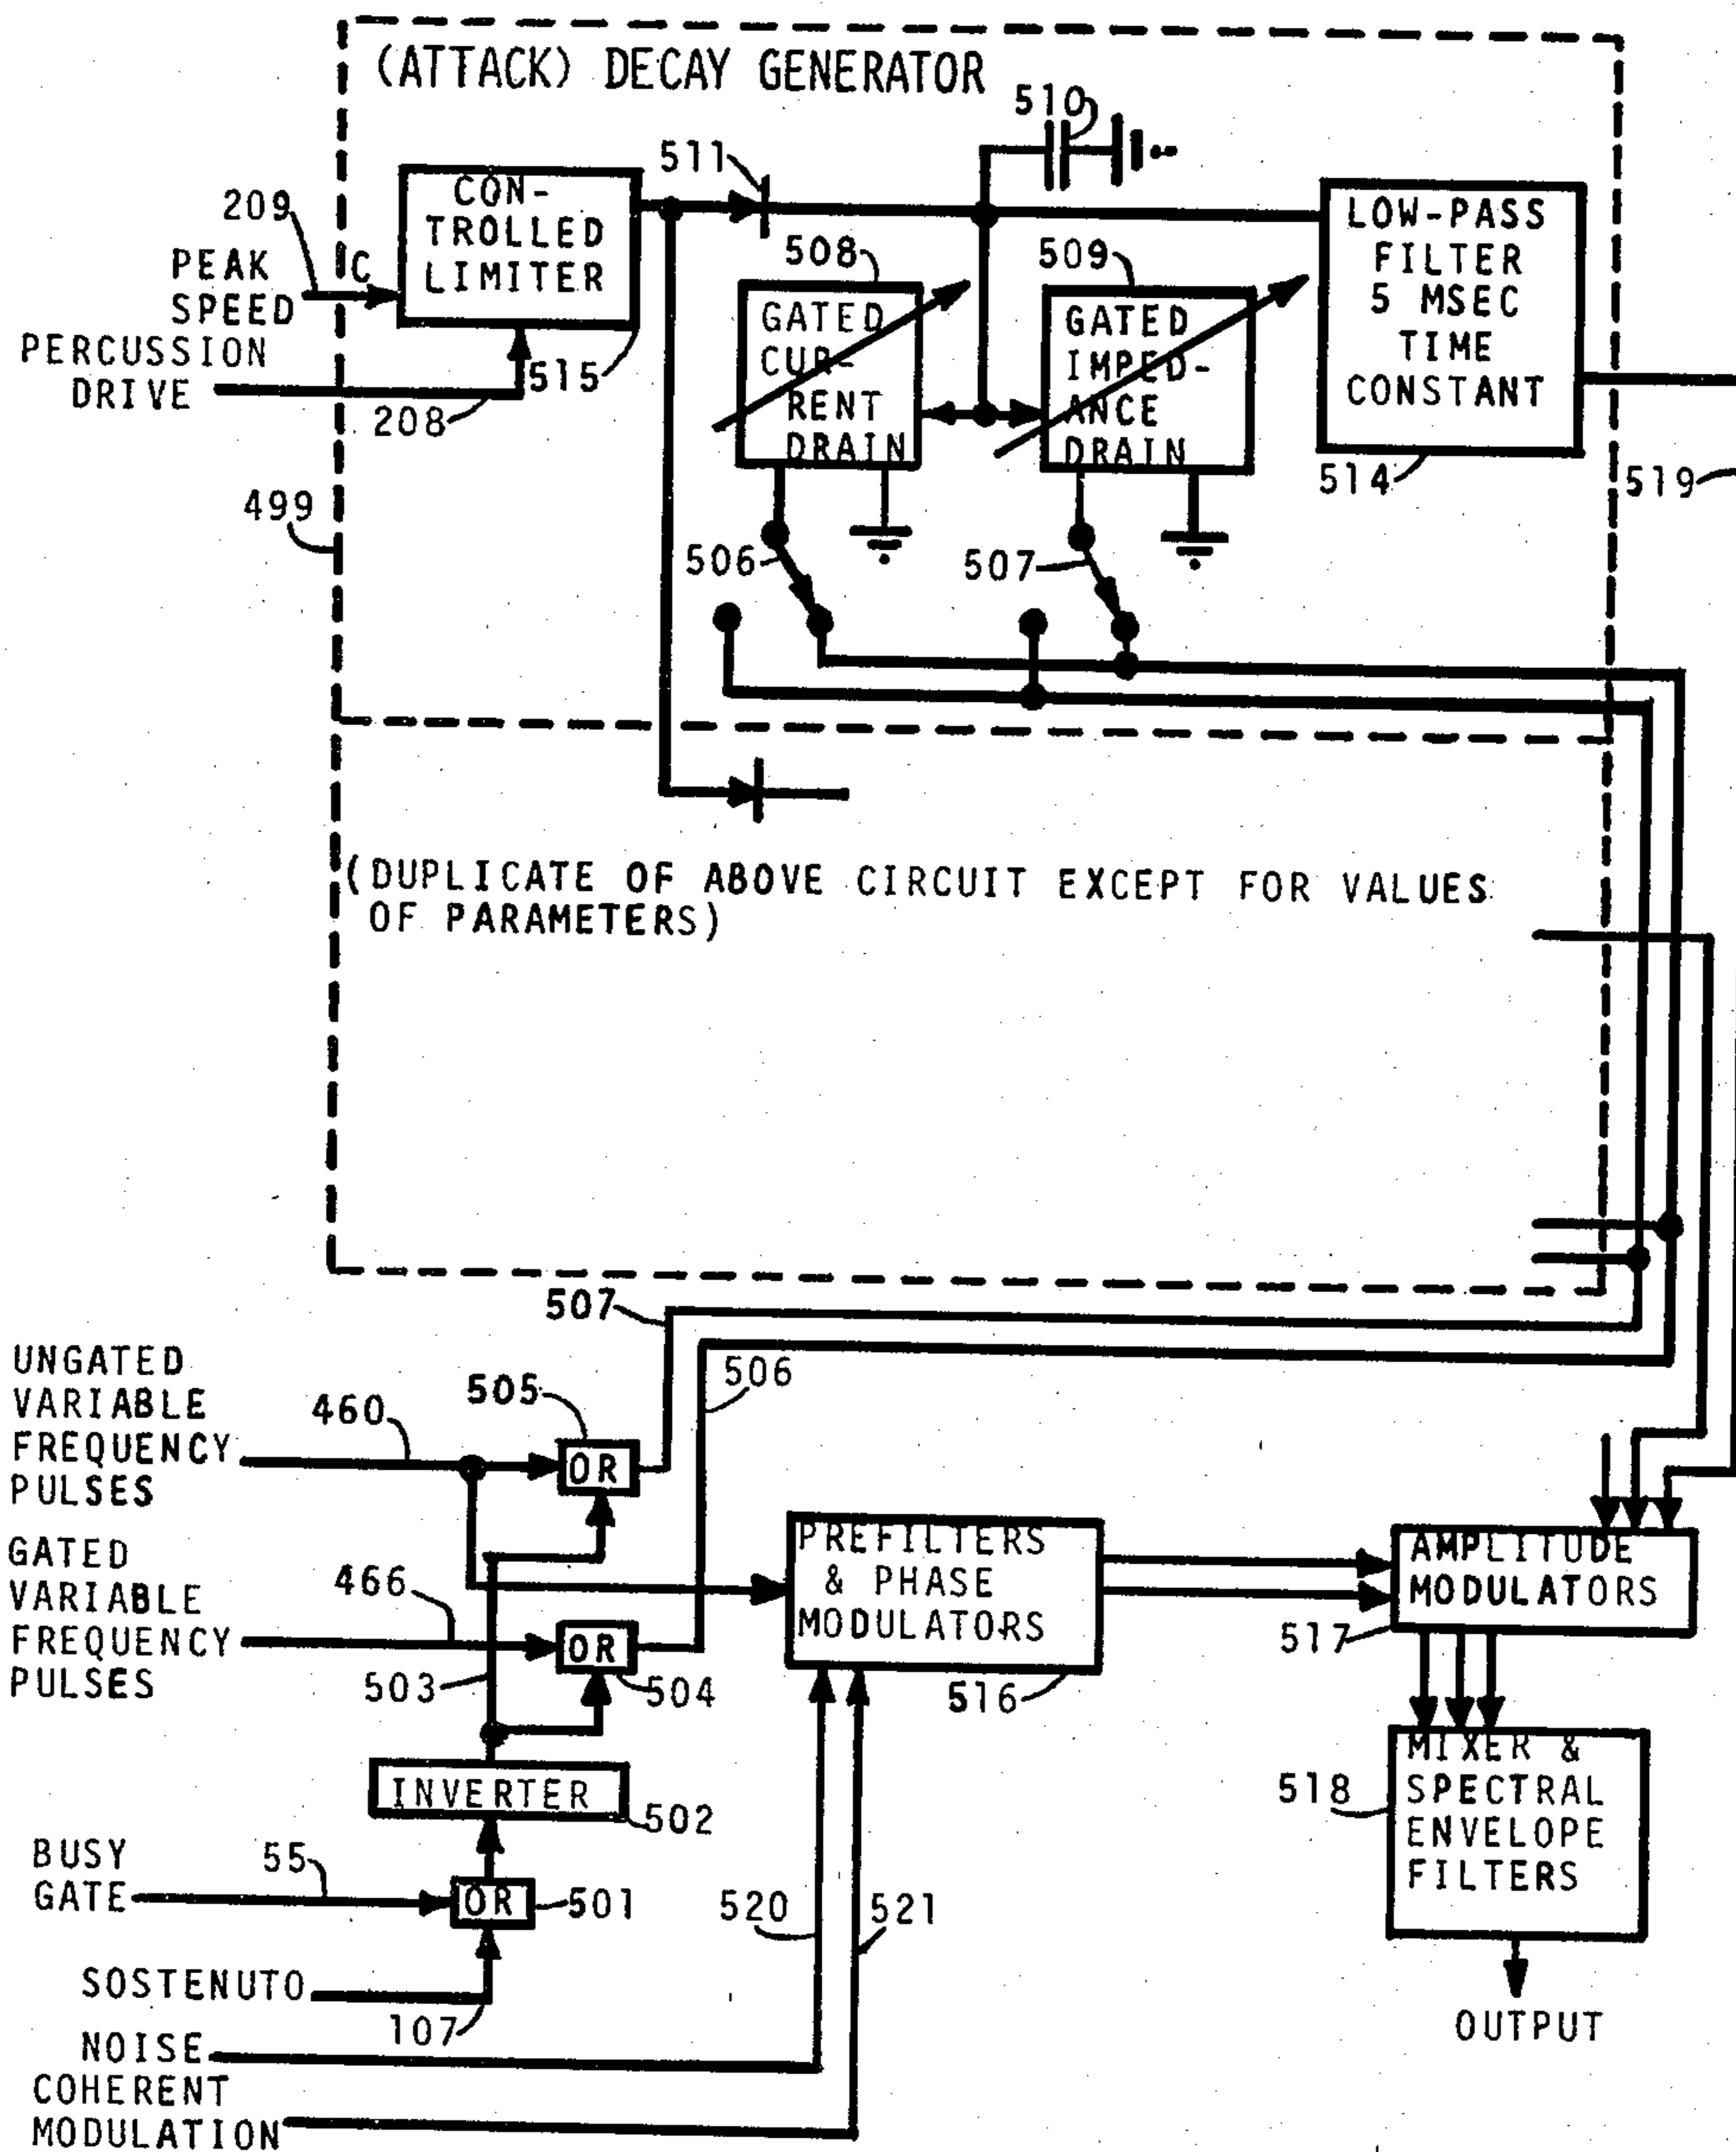 (ATTACK) DECAY GENERATOR
510
511
209
CON-
TROLLED
LIMITER
C
PEAK
SPEED
PERCUSSION
DRIVE
208
515
508
GATED
CUR-
RENT
DRAIN
509
GATED
IMPED-
ANCE
DRAIN
LOW-PASS
FILTER
5 MSEC
TIME
CONSTANT
514
519
499
506
507
(DUPLICATE OF ABOVE CIRCUIT EXCEPT FOR VALUES
OF PARAMETERS)
507
506
UNGATED
VARIABLE
FREQUENCY
PULSES
460
505
OR
GATED
VARIABLE
FREQUENCY
PULSES
466
OR
504
503
PREFILTERS
& PHASE
MODULATORS
516
AMPLITUDE
MODULATORS
517
INVERTER
502
MIXER &
SPECTRAL
ENVELOPE
FILTERS
518
BUSY
GATE
55
OR
501
520
521
SOSTENUTO
107
OUTPUT
NOISE
COHERENT
MODULATION